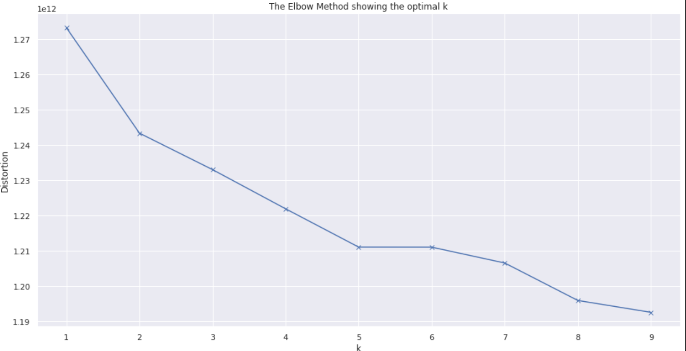 The Elbow Method showing the optimal k
1e12
1.27
1.26
1.25
1.24
1.23
1.22
1.21
1.20
1.19
Distortion
1 2 3 4 5 6 7 8 9
k